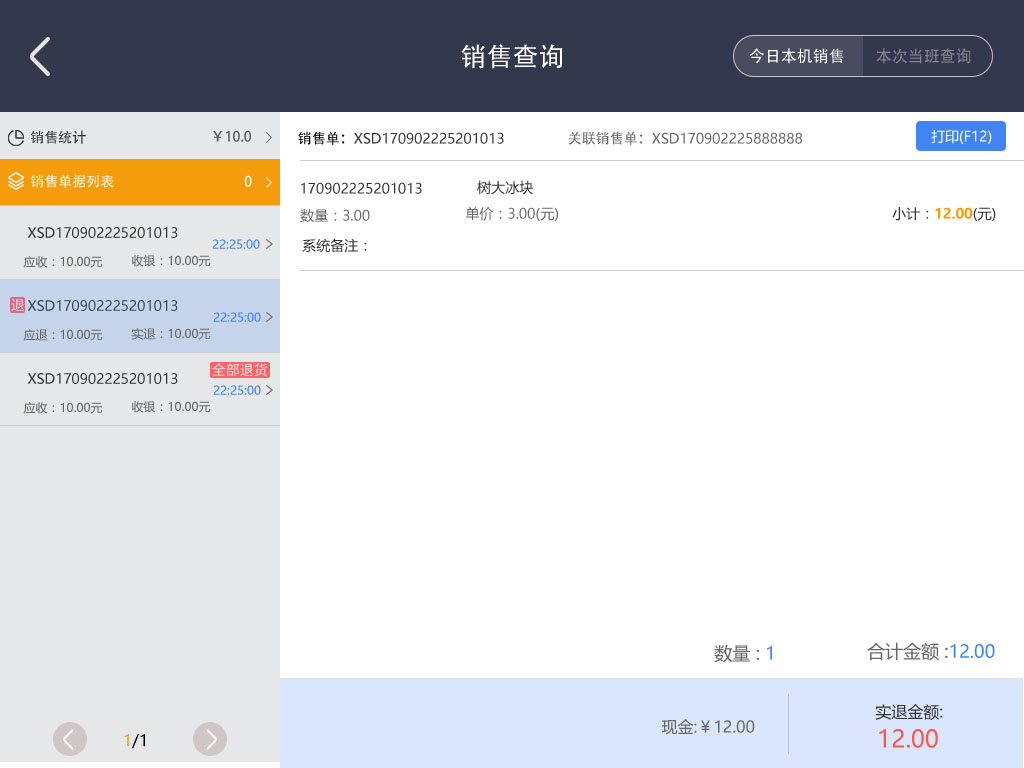 销售查询
今日本机销售 本次当班查询
销售统计 ￥10.0
销售单据列表 0
XSD170902225201013
22:25:00
应收：10.00元 收银：10.00元
退 XSD170902225201013
22:25:00
应退：10.00元 实退：10.00元
全部退货
XSD170902225201013
22:25:00
应收：10.00元 收银：10.00元
1/1
销售单：XSD170902225201013 关联销售单：XSD170902225888888 打印(F12)
170902225201013 树大冰块
数量：3.00 单价：3.00(元) 小计：12.00(元)
系统备注：
数量 : 1 合计金额 :12.00
现金:￥12.00
实退金额:
12.00